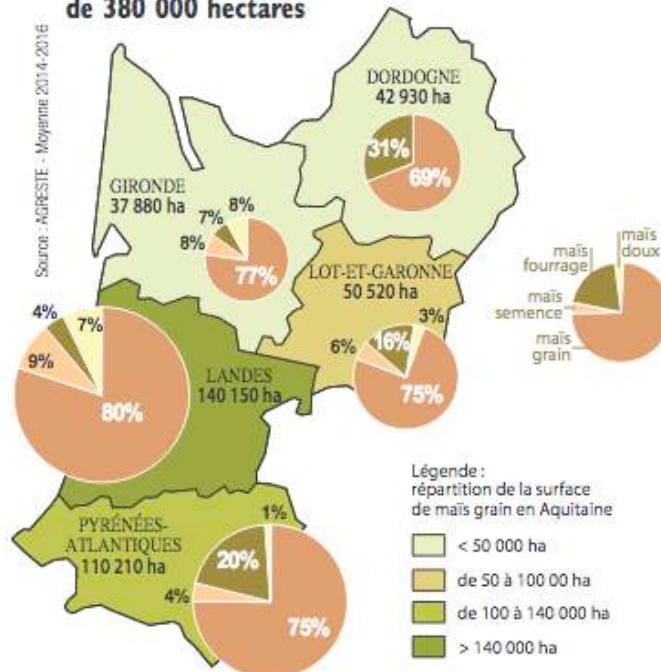 de 380 000 hectares
Source : AGRESTE - Moyenne 2014-2016
DORDOGNE
42 930 ha
31%
69%
GIRONDE
37 880 ha
7%
8%
8%
77%
LOT-ET-GARONNE
50 520 ha
3%
6%
16%
75%
maïs
doux
maïs
fourrage
maïs
semence
maïs
grain
4%
7%
9%
80%
LANDES
140 150 ha
PYRÉNÉES-
ATLANTIQUES
110 210 ha
1%
20%
4%
75%
Légende :
répartition de la surface
de maïs grain en Aquitaine
< 50 000 ha
de 50 à 100 00 ha
de 100 à 140 000 ha
> 140 000 ha